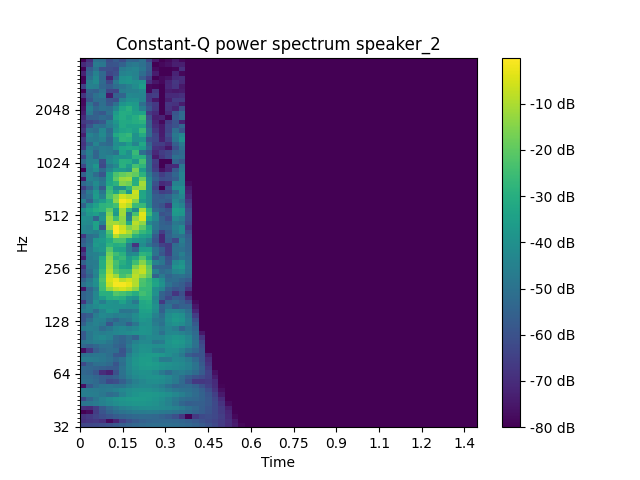 Constant-Q power spectrum speaker_2
Hz
2048
1024
512
256
128
64
32
0 0.15 0.3 0.45 0.6 0.75 0.9 1.1 1.2 1.4
Time
-10 dB
-20 dB
-30 dB
-40 dB
-50 dB
-60 dB
-70 dB
-80 dB